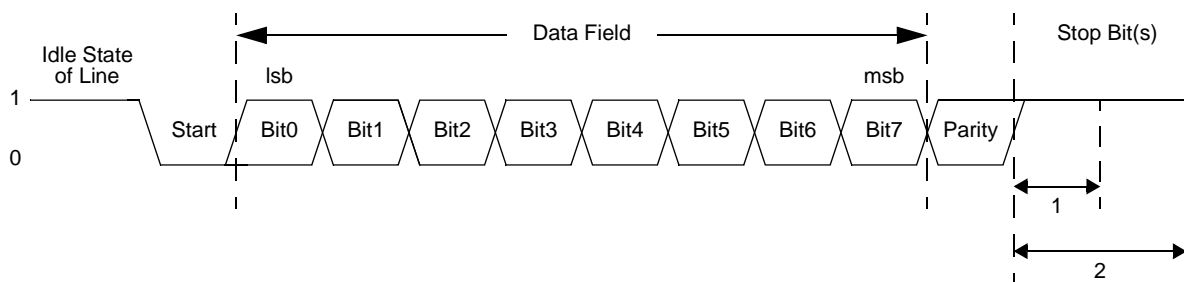 Data Field
Stop Bit(s)
Idle State
of Line
lsb
msb
1
Start
Bit0
Bit1
Bit2
Bit3
Bit4
Bit5
Bit6
Bit7
Parity
0
1
2